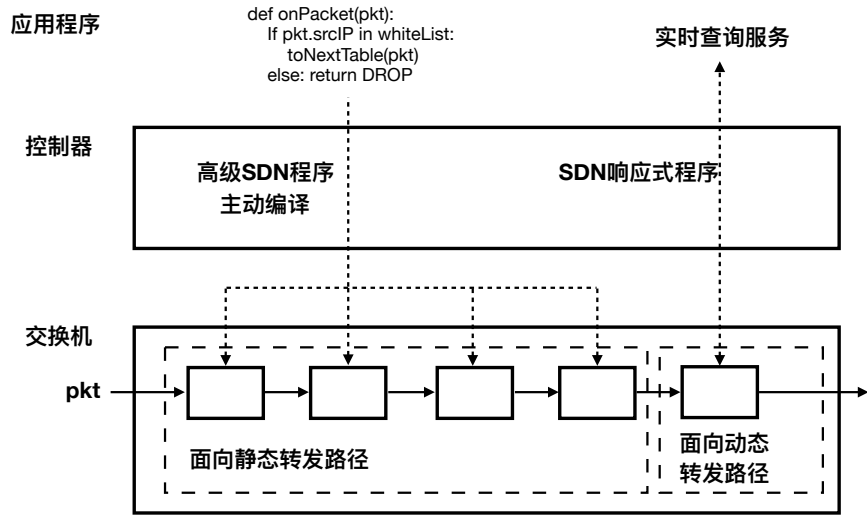 应用程序
def onPacket(pkt):
If pkt.srcIP in whiteList:
toNextTable(pkt)
else: return DROP
实时查询服务
控制器
高级SDN程序
主动编译
SDN响应式程序
交换机
pkt
面向静态转发路径
面向动态
转发路径